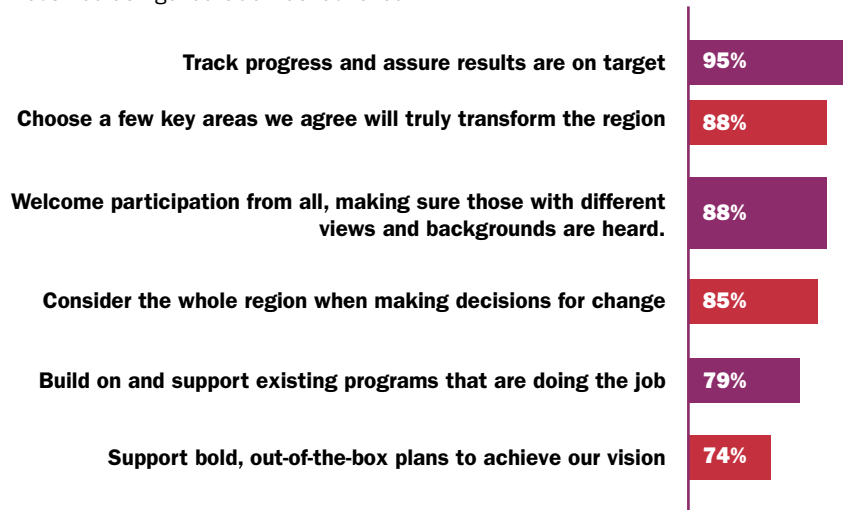 Track progress and assure results are on target
95%
Choose a few key areas we agree will truly transform the region
88%
Welcome participation from all, making sure those with different
views and backgrounds are heard.
88%
Consider the whole region when making decisions for change
85%
Build on and support existing programs that are doing the job
79%
Support bold, out-of-the-box plans to achieve our vision
74%